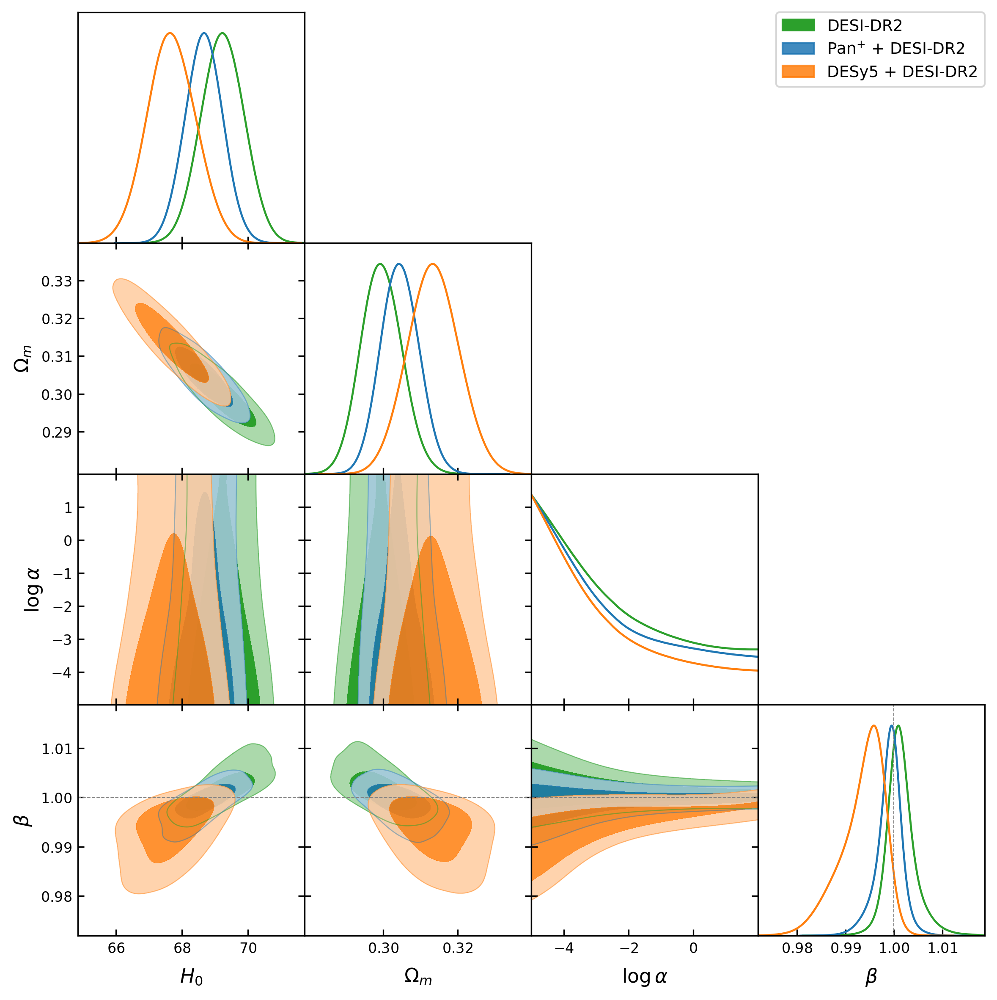 DESI-DR2
Pan⁺ + DESI-DR2
DESy5 + DESI-DR2
Ωₘ
0.33
0.32
0.31
0.30
0.29
log α
1
0
−1
−2
−3
−4
β
1.01
1.00
0.99
0.98
66 68 70 0.30 0.32 −4 −2 0 0.98 0.99 1.00 1.01
H₀ Ωₘ log α β